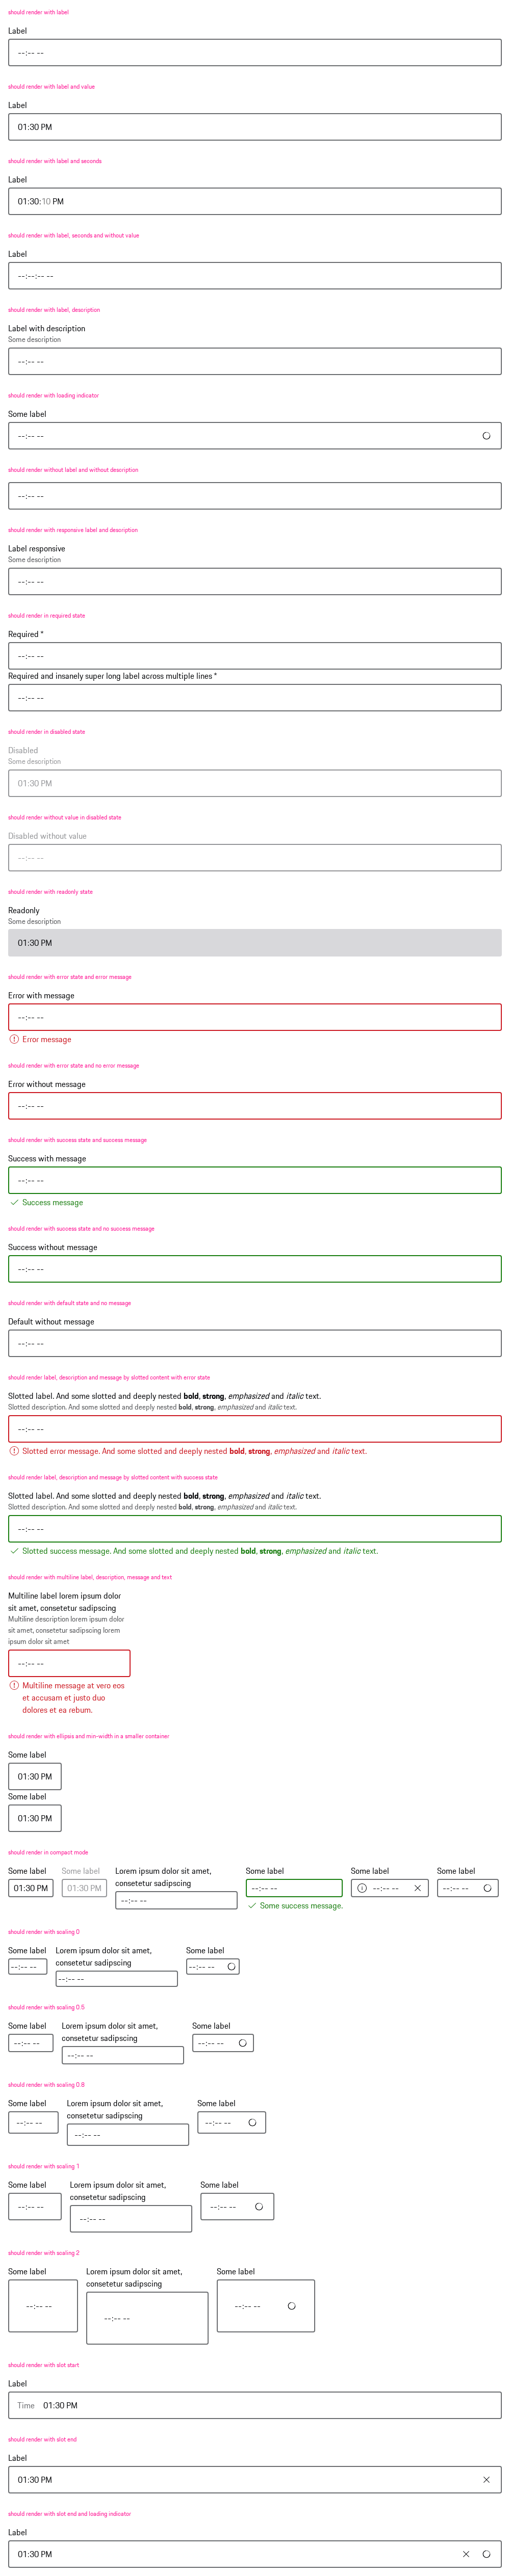 should render with label
Label
--:-- --
should render with label and value
Label
01:30 PM
should render with label and seconds
Label
01:30:10 PM
should render with label, seconds and without value
Label
--:--:-- --
should render with label, description
Label with description
Some description
--:-- --
should render with loading indicator
Some label
--:-- --
should render without label and without description
--:-- --
should render with responsive label and description
Label responsive
Some description
--:-- --
should render in required state
Required *
--:-- --
Required and insanely super long label across multiple lines *
--:-- --
should render in disabled state
Disabled
Some description
01:30 PM
should render without value in disabled state
Disabled without value
--:-- --
should render with readonly state
Readonly
Some description
01:30 PM
should render with error state and error message
Error with message
--:-- --
Error message
should render with error state and no error message
Error without message
--:-- --
should render with success state and success message
Success with message
--:-- --
Success message
should render with success state and no success message
Success without message
--:-- --
should render with default state and no message
Default without message
--:-- --
should render label, description and message by slotted content with error state
Slotted label. And some slotted and deeply nested bold, strong, emphasized and italic text.
Slotted description. And some slotted and deeply nested bold, strong, emphasized and italic text.
--:-- --
Slotted error message. And some slotted and deeply nested bold, strong, emphasized and italic text.
should render label, description and message by slotted content with success state
Slotted label. And some slotted and deeply nested bold, strong, emphasized and italic text.
Slotted description. And some slotted and deeply nested bold, strong, emphasized and italic text.
--:-- --
Slotted success message. And some slotted and deeply nested bold, strong, emphasized and italic text.
should render with multiline label, description, message and text
Multiline label lorem ipsum dolor
sit amet, consetetur sadipscing
Multiline description lorem ipsum dolor
sit amet, consetetur sadipscing lorem
ipsum dolor sit amet
--:-- --
Multiline message at vero eos
et accusam et justo duo
dolores et ea rebum.
should render with ellipsis and min-width in a smaller container
Some label
01:30 PM
Some label
01:30 PM
should render in compact mode
Some label
01:30 PM
Some label
01:30 PM
Lorem ipsum dolor sit amet,
consetetur sadipscing
--:-- --
Some label
--:-- --
Some success message.
Some label
--:-- --
Some label
--:-- --
should render with scaling 0
Some label
--:-- --
Lorem ipsum dolor sit amet,
consetetur sadipscing
--:-- --
Some label
--:-- --
should render with scaling 0.5
Some label
--:-- --
Lorem ipsum dolor sit amet,
consetetur sadipscing
--:-- --
Some label
--:-- --
should render with scaling 0.8
Some label
--:-- --
Lorem ipsum dolor sit amet,
consetetur sadipscing
--:-- --
Some label
--:-- --
should render with scaling 1
Some label
--:-- --
Lorem ipsum dolor sit amet,
consetetur sadipscing
--:-- --
Some label
--:-- --
should render with scaling 2
Some label
--:-- --
Lorem ipsum dolor sit amet,
consetetur sadipscing
--:-- --
Some label
--:-- --
should render with slot start
Label
Time 01:30 PM
should render with slot end
Label
01:30 PM
should render with slot end and loading indicator
Label
01:30 PM